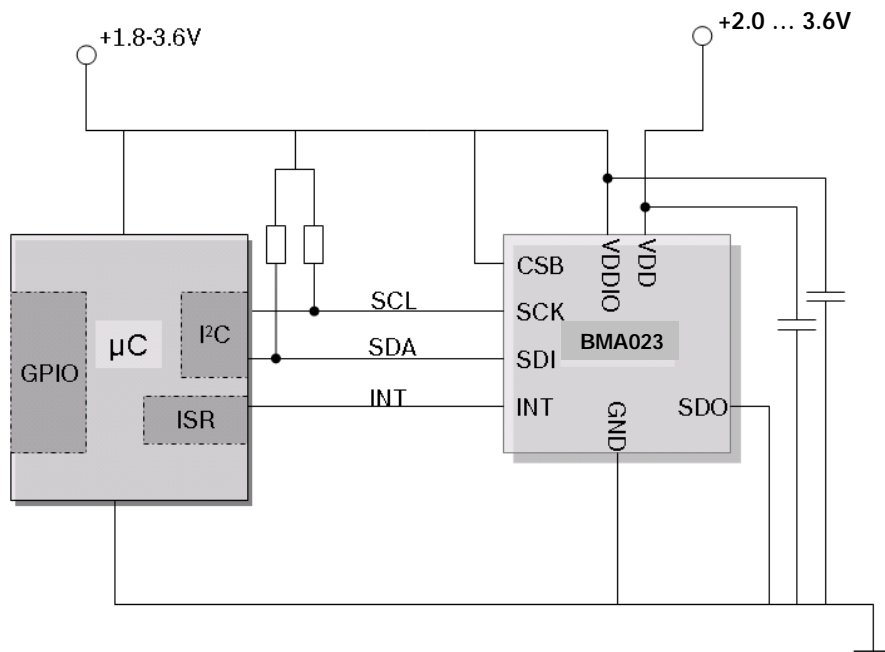 +1.8-3.6V
+2.0 ... 3.6V
GPIO
µC
I²C
ISR
SCL
SDA
INT
CSB
SCK
SDI
INT
VDDIO
VDD
BMA023
GND
SDO